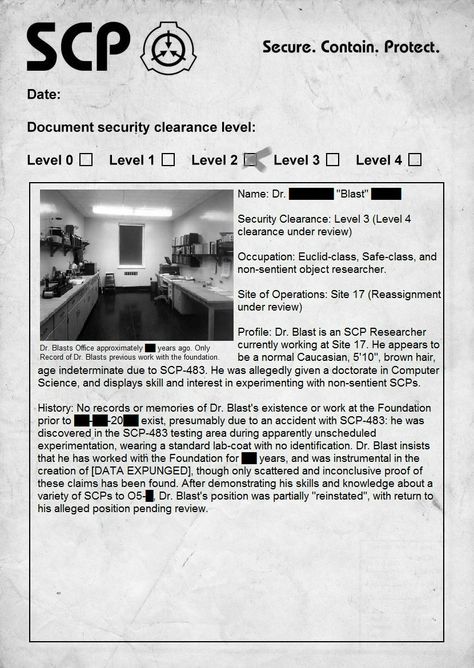 SCP
Secure. Contain. Protect.
Date:
Document security clearance level:
Level 0 Level 1 Level 2 Level 3 Level 4
Name: Dr. "Blast"
Security Clearance: Level 3 (Level 4
clearance under review)
Occupation: Euclid-class, Safe-class, and
non-sentient object researcher.
Site of Operations: Site 17 (Reassignment
under review)
Dr. Blasts Office approximately years ago. Only
Record of Dr. Blasts previous work with the foundation.
Profile: Dr. Blast is an SCP Researcher
currently working at Site 17. He appears to
be a normal Caucasian, 5'10", brown hair,
age indeterminate due to SCP-483. He was allegedly given a doctorate in Computer
Science, and displays skill and interest in experimenting with non-sentient SCPs.
History: No records or memories of Dr. Blast's existence or work at the Foundation
prior to - -20 exist, presumably due to an accident with SCP-483: he was
discovered in the SCP-483 testing area during apparently unscheduled
experimentation, wearing a standard lab-coat with no identification. Dr. Blast insists
that he has worked with the Foundation for years, and was instrumental in the
creation of [DATA EXPUNGED], though only scattered and inconclusive proof of
these claims has been found. After demonstrating his skills and knowledge about a
variety of SCPs to O5- , Dr. Blast's position was partially "reinstated", with return to
his alleged position pending review.